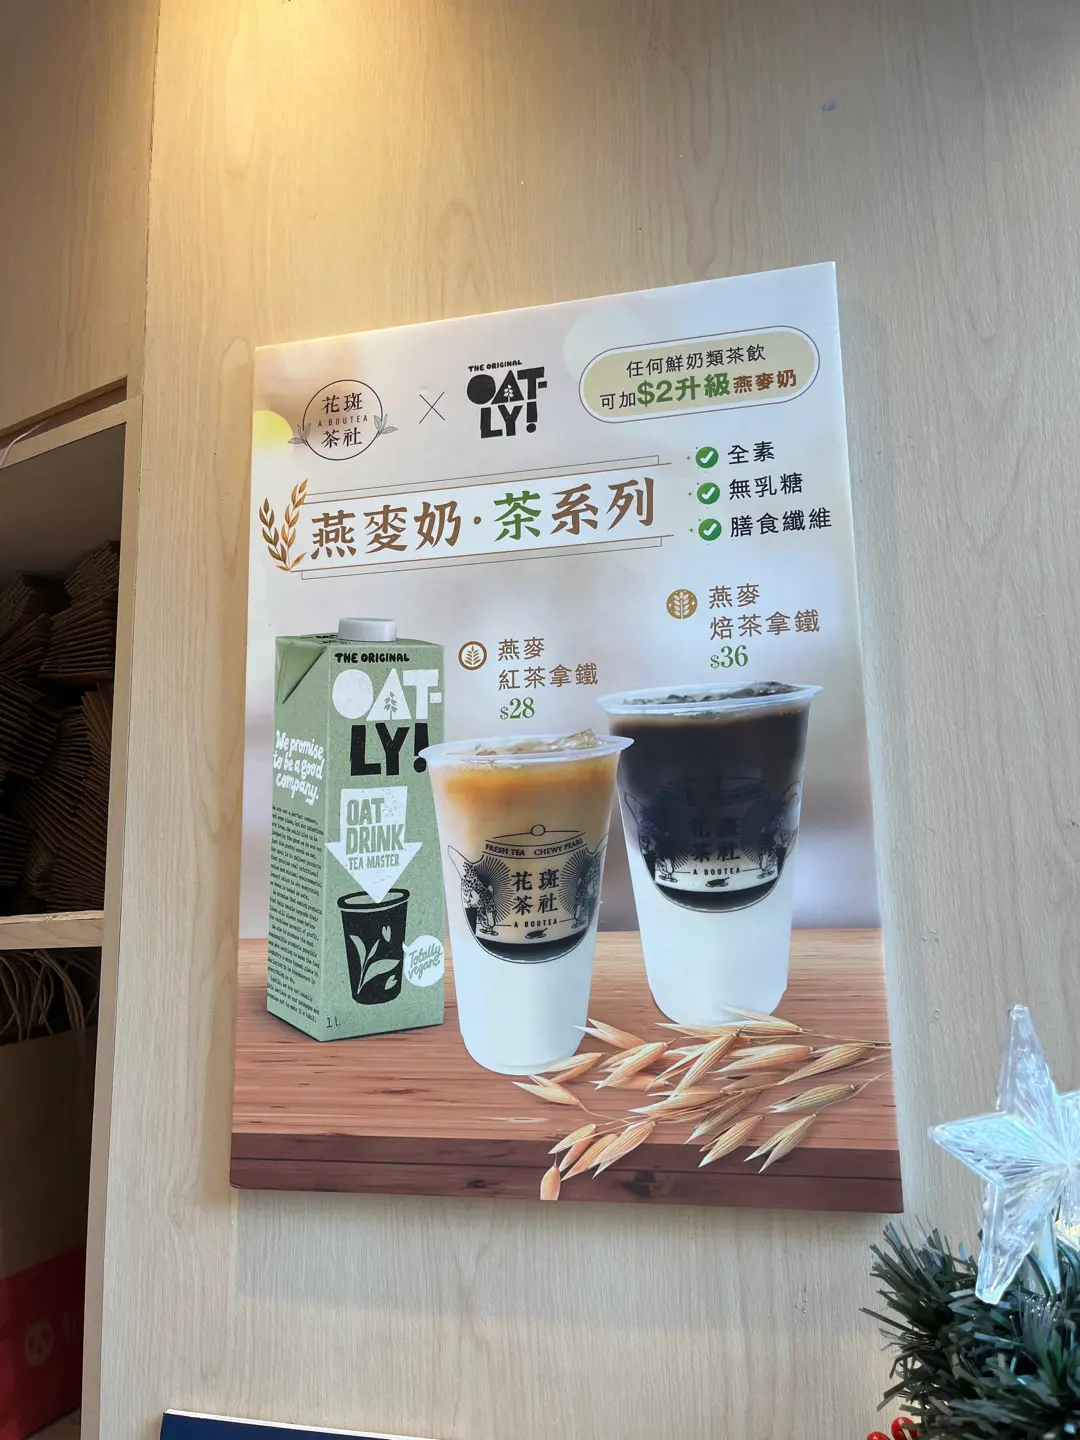 花斑
A BOUTEA
茶社
THE ORIGINAL
OAT-
LY!
任何鮮奶類茶飲
可加$2升級燕麥奶
全素
無乳糖
膳食纖維
燕麥奶·茶系列
燕麥
焙茶拿鐵
$36
燕麥
紅茶拿鐵
$28
THE ORIGINAL
OAT-
LY!
We promise
to be a good
company.
OAT
DRINK
TEA MASTER
Totally
vegan!
1L
FRESH TEA CHEWY PEARL
花斑
茶社
A BOUTEA
花斑
茶社
A BOUTEA